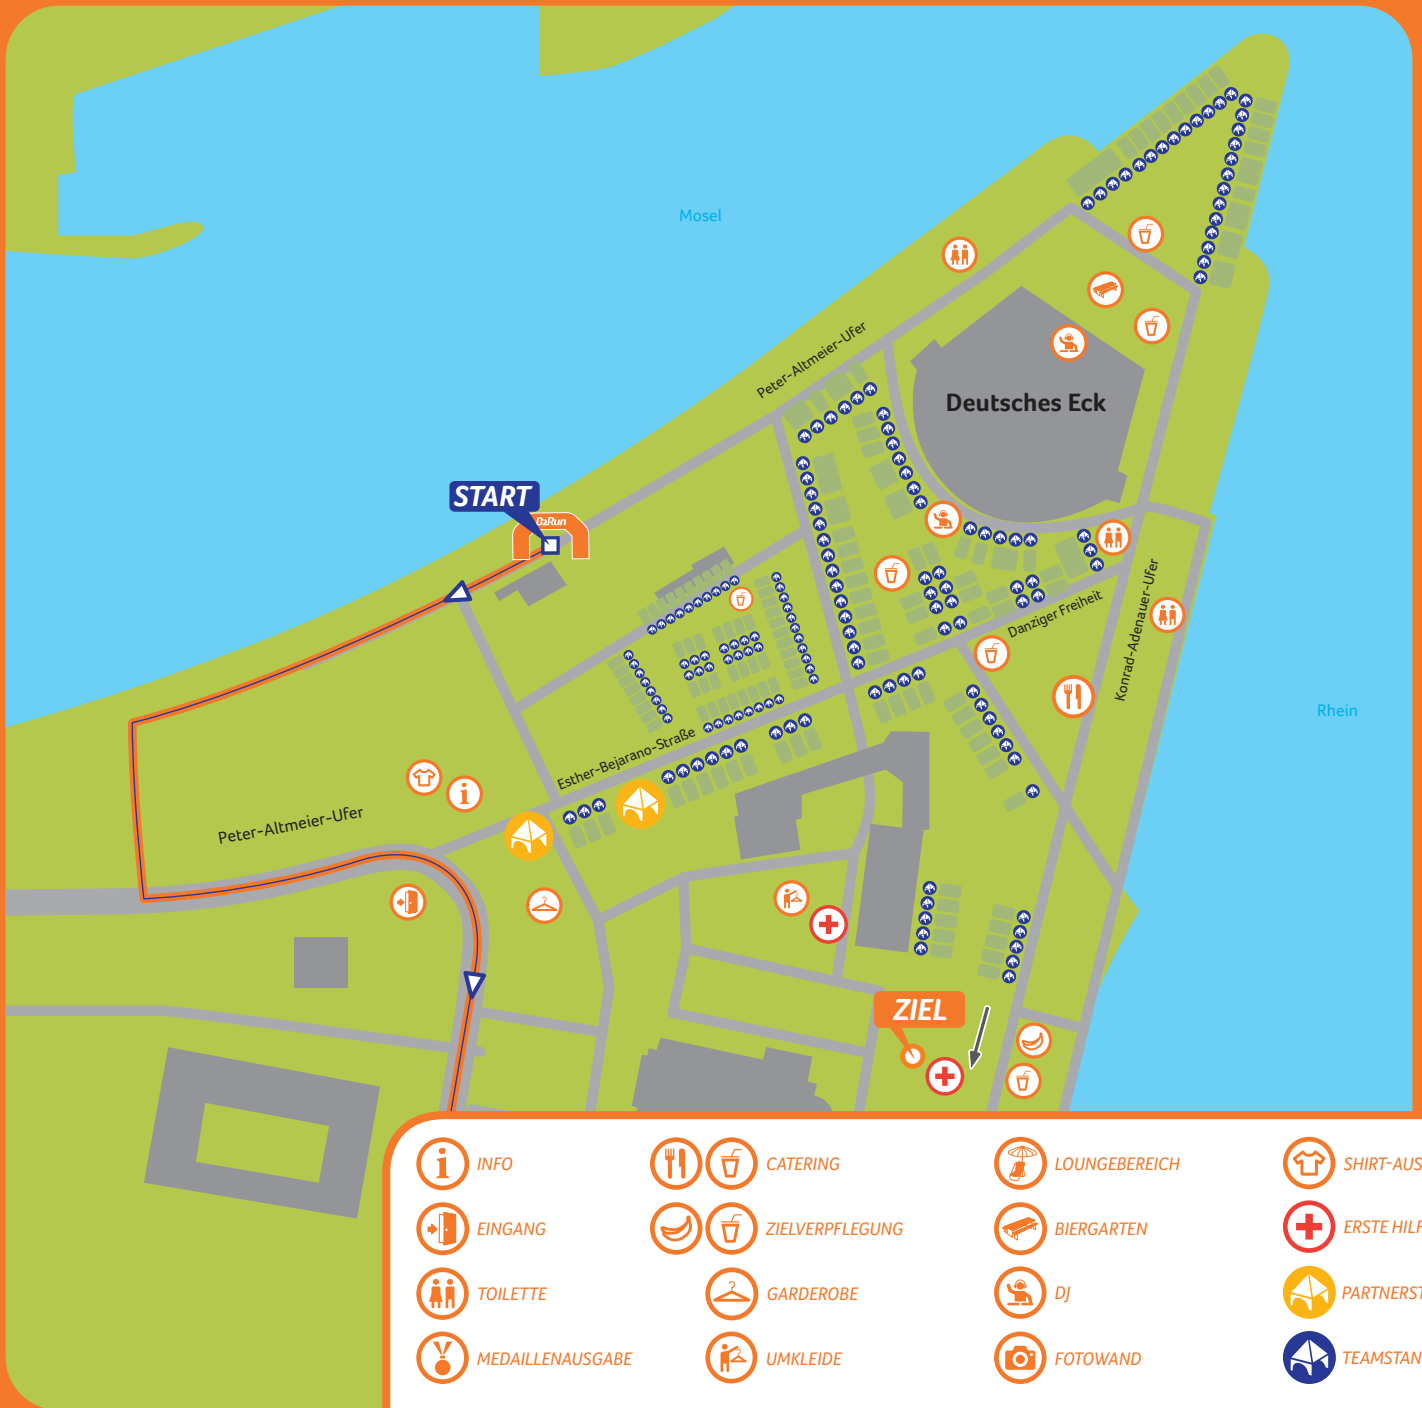 Mosel
Peter-Altmeier-Ufer
Deutsches Eck
START
D2Run
Danziger Freiheit
Konrad-Adenauer-Ufer
Rhein
Esther-Bejarano-Straße
Peter-Altmeier-Ufer
ZIEL
INFO
CATERING
LOUNGEBEREICH
SHIRT-AUS
EINGANG
ZIELVERPFLEGUNG
BIERGARTEN
ERSTE HILF
TOILETTE
GARDEROBE
DJ
PARTNERST
MEDAILLENAUSGABE
UMKLEIDE
FOTOWAND
TEAMSTAN